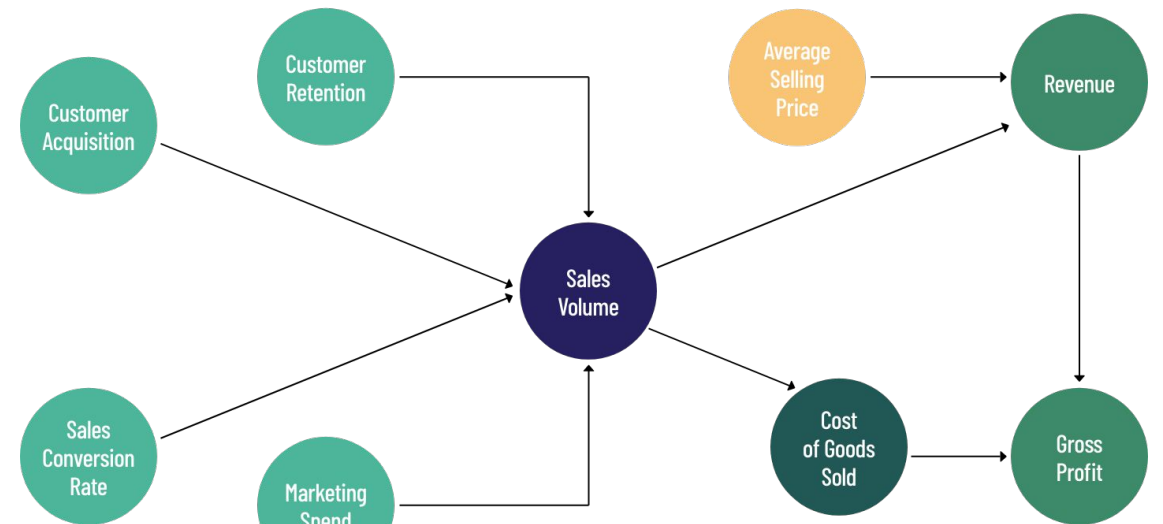 Customer
Retention
Average
Selling
Price
Revenue
Customer
Acquisition
Sales
Volume
Sales
Conversion
Rate
Marketing
Spend
Cost
of Goods
Sold
Gross
Profit